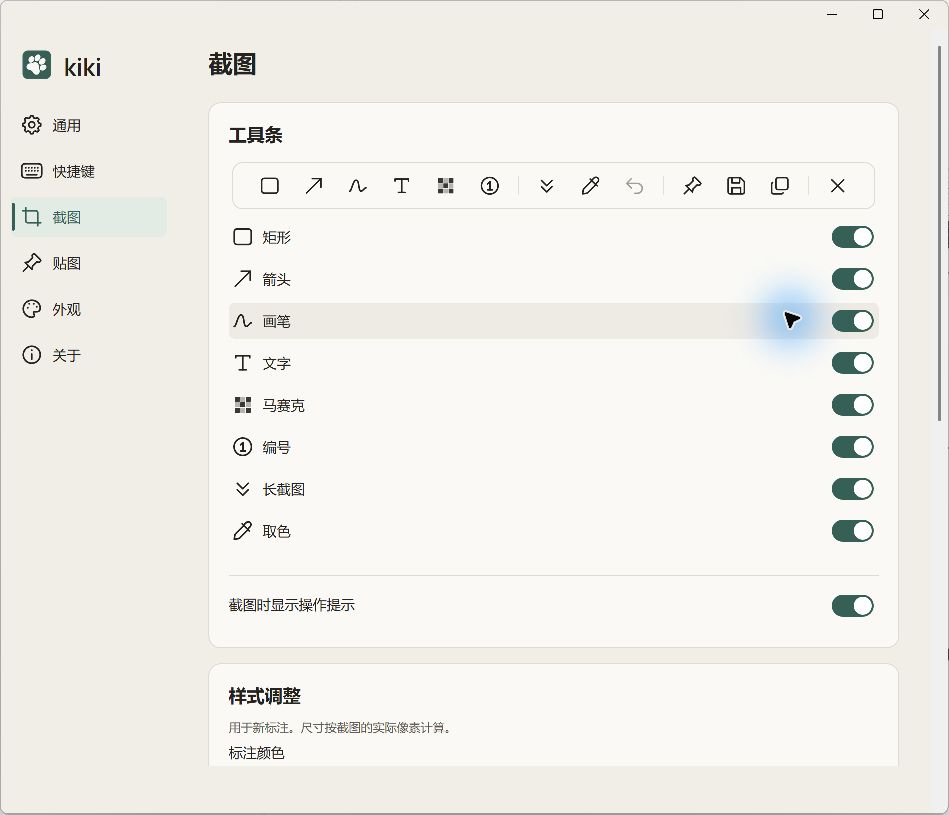 kiki
截图
通用
快捷键
截图
贴图
外观
关于
工具条
矩形
箭头
画笔
文字
马赛克
编号
长截图
取色
截图时显示操作提示
样式调整
用于新标注。尺寸按截图的实际像素计算。
标注颜色